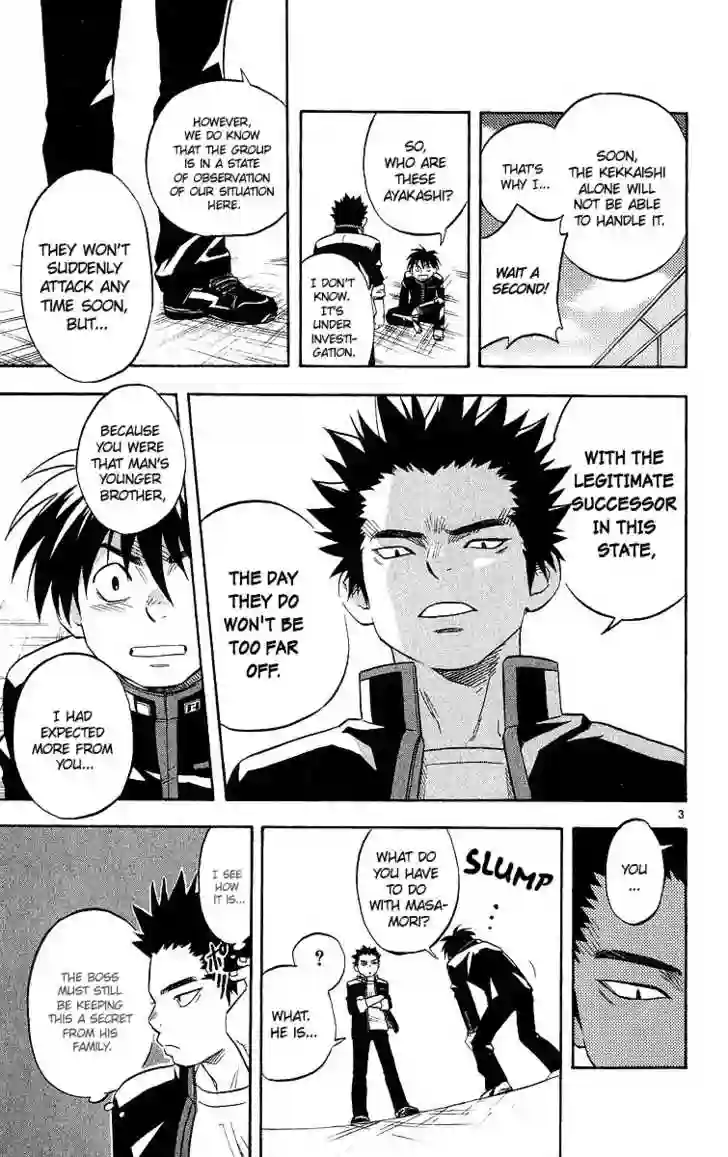 SOON,
THE KEKKAISHI
ALONE WILL
NOT BE ABLE
TO HANDLE IT.
THAT'S
WHY I...
WAIT A
SECOND!
SO,
WHO ARE
THESE
AYAKASHI?
I DON'T
KNOW.
IT'S
UNDER
INVESTI-
GATION.
HOWEVER,
WE DO KNOW
THAT THE GROUP
IS IN A STATE
OF OBSERVATION
OF OUR SITUATION
HERE.
THEY WON'T
SUDDENLY
ATTACK ANY
TIME SOON,
BUT...
WITH THE
LEGITIMATE
SUCCESSOR
IN THIS
STATE,
THE DAY
THEY DO
WON'T BE
TOO FAR
OFF.
BECAUSE
YOU WERE
THAT MAN'S
YOUNGER
BROTHER,
I HAD
EXPECTED
MORE FROM
YOU...
3
YOU
...
SLUMP
...
WHAT DO
YOU HAVE
TO DO
WITH MASA-
MORI?
?
WHAT.
HE IS...
I SEE
HOW
IT IS...
THE BOSS
MUST STILL
BE KEEPING
THIS A SECRET
FROM HIS
FAMILY.